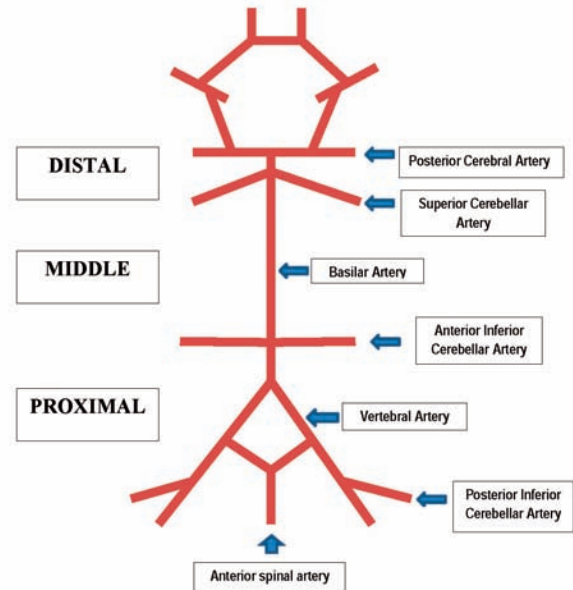 DISTAL
Posterior Cerebral Artery
Superior Cerebellar
Artery
MIDDLE
Basilar Artery
Anterior Inferior
Cerebellar Artery
PROXIMAL
Vertebral Artery
Posterior Inferior
Cerebellar Artery
Anterior spinal artery